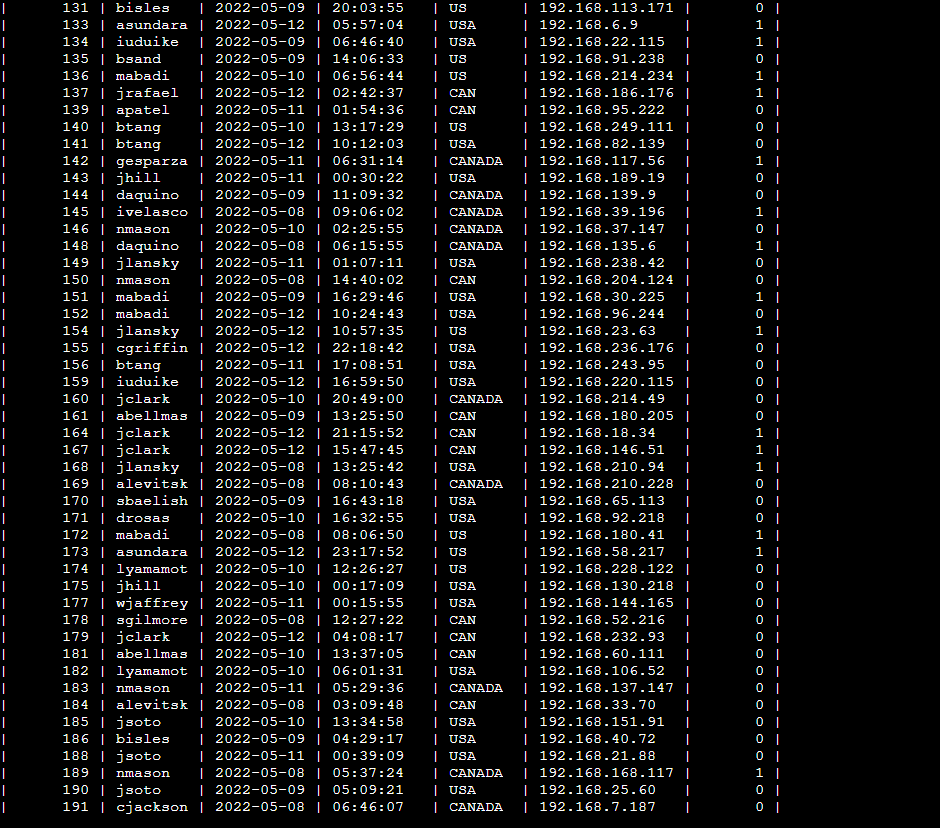 | 131 | bisles | 2022-05-09 | 20:03:55 | US | 192.168.113.171 | 0 |
| 133 | asundara | 2022-05-12 | 05:57:04 | USA | 192.168.6.9 | 1 |
| 134 | iuduike | 2022-05-09 | 06:46:40 | USA | 192.168.22.115 | 1 |
| 135 | bsand | 2022-05-09 | 14:06:33 | US | 192.168.91.238 | 0 |
| 136 | mabadi | 2022-05-10 | 06:56:44 | US | 192.168.214.234 | 1 |
| 137 | jrafael | 2022-05-12 | 02:42:37 | CAN | 192.168.186.176 | 1 |
| 139 | apatel | 2022-05-11 | 01:54:36 | CAN | 192.168.95.222 | 0 |
| 140 | btang | 2022-05-10 | 13:17:29 | US | 192.168.249.111 | 0 |
| 141 | btang | 2022-05-12 | 10:12:03 | USA | 192.168.82.139 | 0 |
| 142 | gesparza | 2022-05-11 | 06:31:14 | CANADA | 192.168.117.56 | 1 |
| 143 | jhill | 2022-05-11 | 00:30:22 | USA | 192.168.189.19 | 0 |
| 144 | daquino | 2022-05-09 | 11:09:32 | CANADA | 192.168.139.9 | 0 |
| 145 | ivelasco | 2022-05-08 | 09:06:02 | CANADA | 192.168.39.196 | 1 |
| 146 | nmason | 2022-05-10 | 02:25:55 | CANADA | 192.168.37.147 | 0 |
| 148 | daquino | 2022-05-08 | 06:15:55 | CANADA | 192.168.135.6 | 1 |
| 149 | jlansky | 2022-05-11 | 01:07:11 | USA | 192.168.238.42 | 0 |
| 150 | nmason | 2022-05-08 | 14:40:02 | CAN | 192.168.204.124 | 0 |
| 151 | mabadi | 2022-05-09 | 16:29:46 | USA | 192.168.30.225 | 1 |
| 152 | mabadi | 2022-05-12 | 10:24:43 | USA | 192.168.96.244 | 0 |
| 154 | jlansky | 2022-05-12 | 10:57:35 | US | 192.168.23.63 | 1 |
| 155 | cgriffin | 2022-05-12 | 22:18:42 | USA | 192.168.236.176 | 0 |
| 156 | btang | 2022-05-11 | 17:08:51 | USA | 192.168.243.95 | 0 |
| 159 | iuduike | 2022-05-12 | 16:59:50 | USA | 192.168.220.115 | 0 |
| 160 | jclark | 2022-05-10 | 20:49:00 | CANADA | 192.168.214.49 | 0 |
| 161 | abellmas | 2022-05-09 | 13:25:50 | CAN | 192.168.180.205 | 0 |
| 164 | jclark | 2022-05-12 | 21:15:52 | CAN | 192.168.18.34 | 1 |
| 167 | jclark | 2022-05-12 | 15:47:45 | CAN | 192.168.146.51 | 1 |
| 168 | jlansky | 2022-05-08 | 13:25:42 | USA | 192.168.210.94 | 1 |
| 169 | alevitsk | 2022-05-08 | 08:10:43 | CANADA | 192.168.210.228 | 0 |
| 170 | sbaelish | 2022-05-09 | 16:43:18 | USA | 192.168.65.113 | 0 |
| 171 | drosas | 2022-05-10 | 16:32:55 | USA | 192.168.92.218 | 0 |
| 172 | mabadi | 2022-05-08 | 08:06:50 | US | 192.168.180.41 | 1 |
| 173 | asundara | 2022-05-12 | 23:17:52 | US | 192.168.58.217 | 1 |
| 174 | lyamamot | 2022-05-10 | 12:26:27 | US | 192.168.228.122 | 0 |
| 175 | jhill | 2022-05-10 | 00:17:09 | USA | 192.168.130.218 | 0 |
| 177 | wjaffrey | 2022-05-11 | 00:15:55 | USA | 192.168.144.165 | 0 |
| 178 | sgilmore | 2022-05-08 | 12:27:22 | CAN | 192.168.52.216 | 0 |
| 179 | jclark | 2022-05-12 | 04:08:17 | CAN | 192.168.232.93 | 0 |
| 181 | abellmas | 2022-05-10 | 13:37:05 | CAN | 192.168.60.111 | 0 |
| 182 | lyamamot | 2022-05-10 | 06:01:31 | USA | 192.168.106.52 | 0 |
| 183 | nmason | 2022-05-11 | 05:29:36 | CANADA | 192.168.137.147 | 0 |
| 184 | alevitsk | 2022-05-08 | 03:09:48 | CAN | 192.168.33.70 | 0 |
| 185 | jsoto | 2022-05-10 | 13:34:58 | USA | 192.168.151.91 | 0 |
| 186 | bisles | 2022-05-09 | 04:29:17 | USA | 192.168.40.72 | 0 |
| 188 | jsoto | 2022-05-11 | 00:39:09 | USA | 192.168.21.88 | 0 |
| 189 | nmason | 2022-05-08 | 05:37:24 | CANADA | 192.168.168.117 | 1 |
| 190 | jsoto | 2022-05-09 | 05:09:21 | USA | 192.168.25.60 | 0 |
| 191 | cjackson | 2022-05-08 | 06:46:07 | CANADA | 192.168.7.187 | 0 |